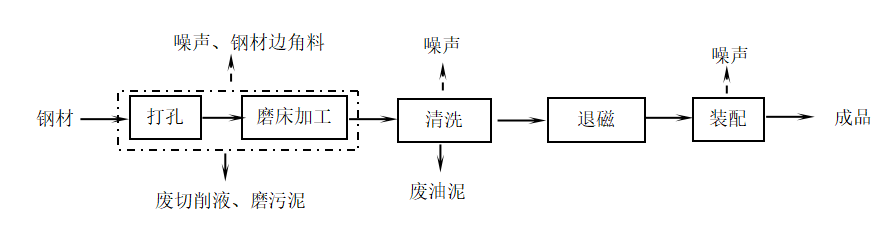 噪声、钢材边角料
噪声
噪声
钢材
打孔
磨床加工
清洗
退磁
装配
成品
废切削液、磨污泥
废油泥